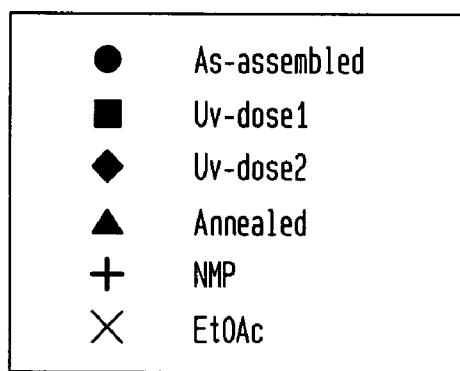 As-assembled
Uv-dose1
Uv-dose2
Annealed
NMP
EtOAc